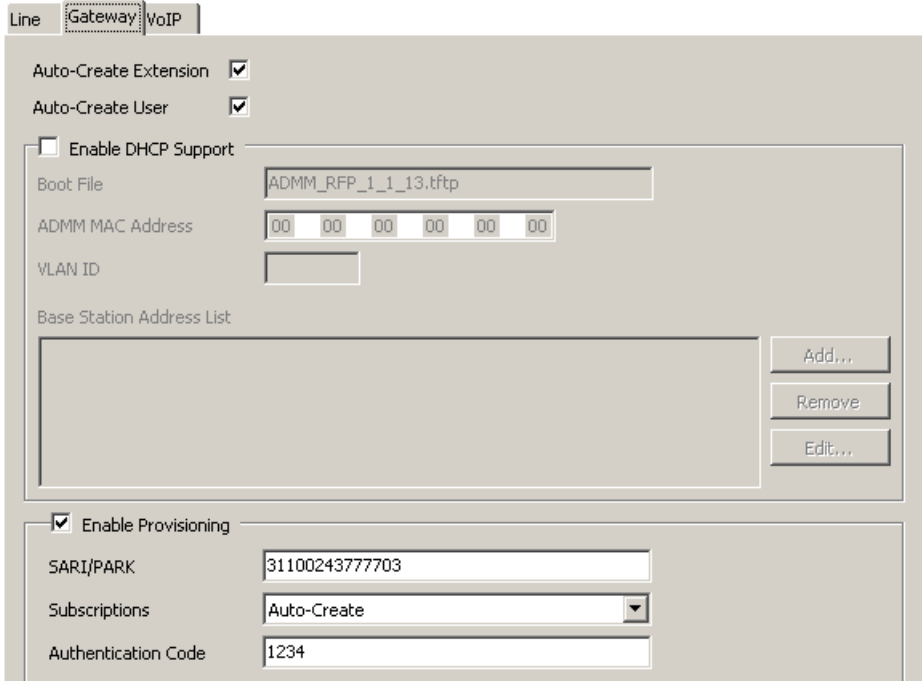 Line Gateway VoIP
Auto-Create Extension
Auto-Create User
Enable DHCP Support
Boot File ADMM_RFP_1_1_13.tftp
ADMM MAC Address 00 00 00 00 00 00
VLAN ID
Base Station Address List
Add...
Remove
Edit...
Enable Provisioning
SARI/PARK 31100243777703
Subscriptions Auto-Create
Authentication Code 1234